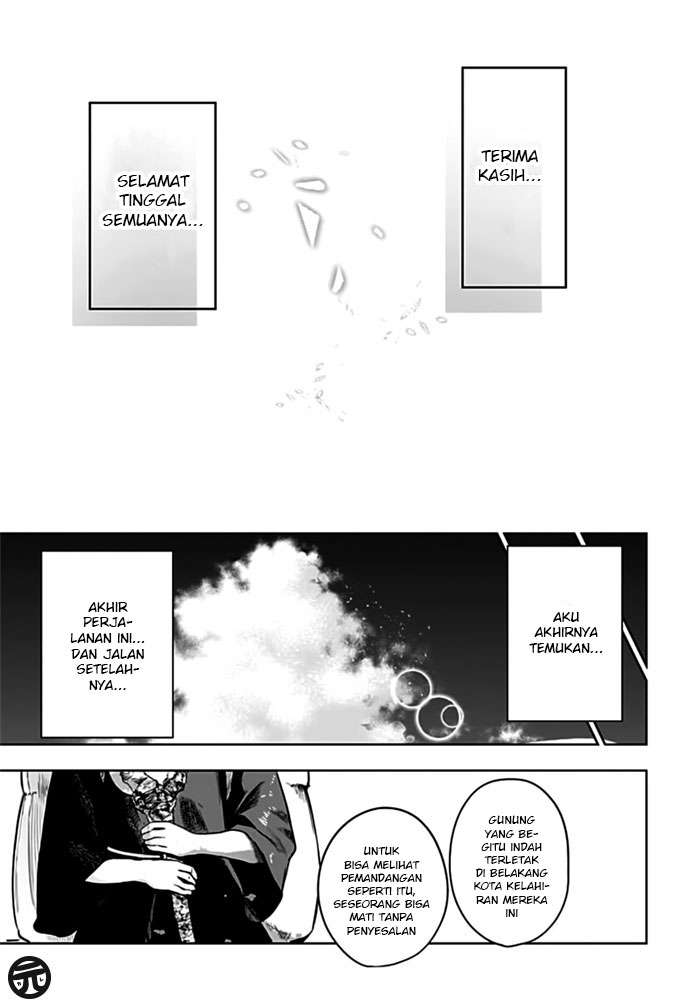 TERIMA
KASIH...
SELAMAT
TINGGAL
SEMUANYA...
AKU
AKHIRNYA
TEMUKAN...
AKHIR
PERJA-
LANAN INI...
DAN JALAN
SETELAH-
NYA...
GUNUNG
YANG BE-
GITU INDAH
TERLETAK
DI BELAKANG
KOTA KELAHI-
RAN MEREKA
INI
UNTUK
BISA MELIHAT
PEMANDANGAN
SEPERTI ITU,
SESEORANG BISA
MATI TANPA
PENYESALAN